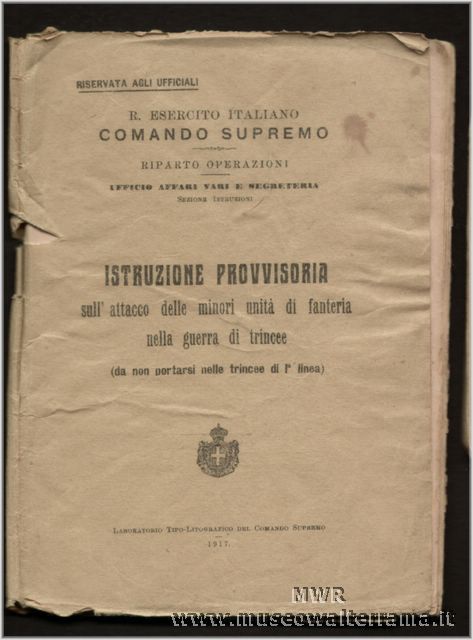 RISERVATA AGLI UFFICIALI
R. ESERCITO ITALIANO
COMANDO SUPREMO
RIPARTO OPERAZIONI
UFFICIO AFFARI VARI E SEGRETERIA
SEZIONE ISTRUZIONI
ISTRUZIONE PROVVISORIA
sull' attacco delle minori unità di fanteria
nella guerra di trincee
(da non portarsi nelle trincee di Iª linea)
LABORATORIO TIPO-LITOGRAFICO DEL COMANDO SUPREMO
1917.
MWR
www.museowalterrama.it